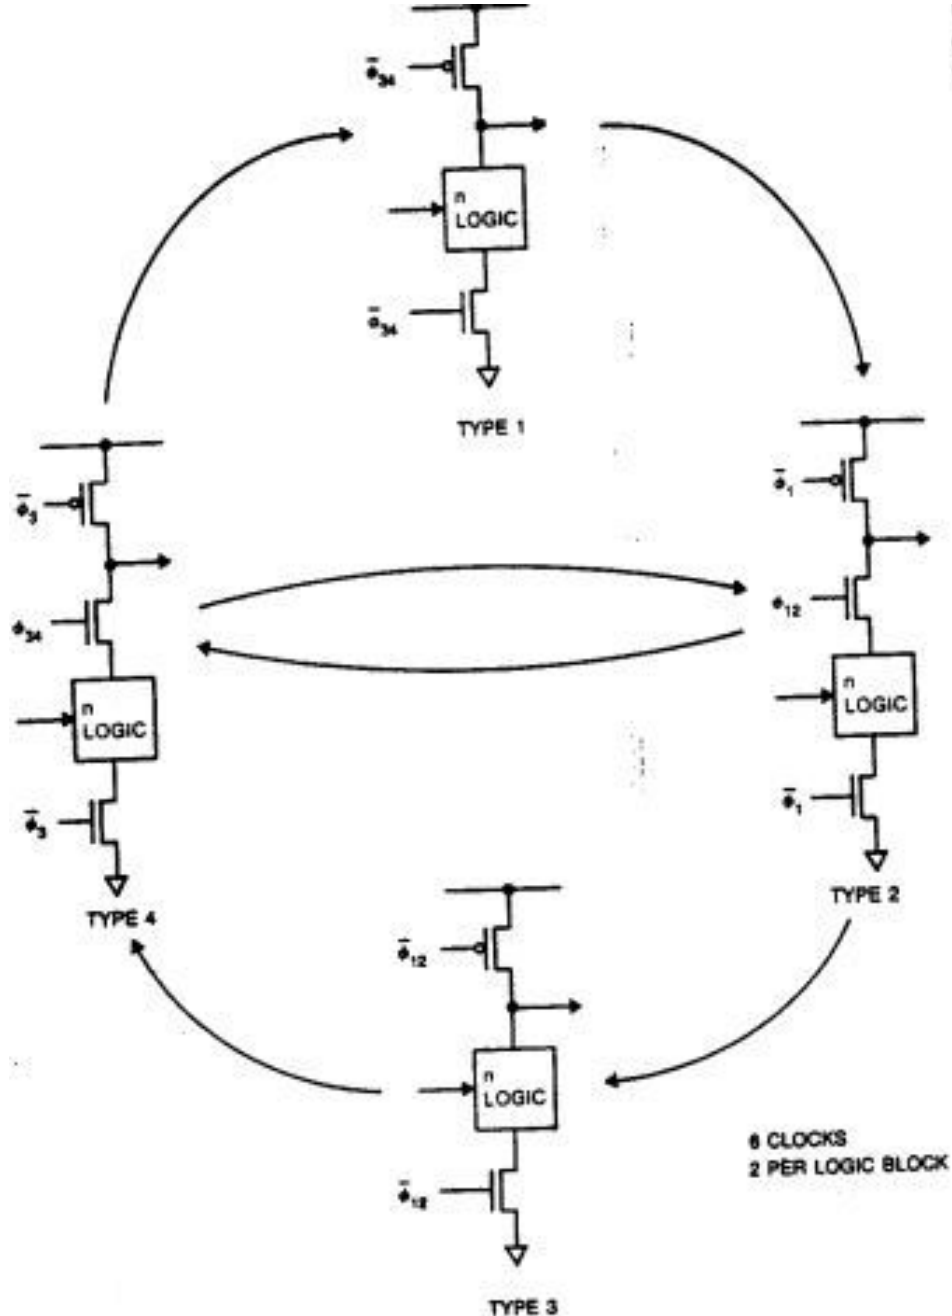 ϕ̄₃₄
n
LOGIC
ϕ̄₃₄
TYPE 1
ϕ̄₃
ϕ₃₄
n
LOGIC
ϕ̄₃
TYPE 4
ϕ̄₁
ϕ₁₂
n
LOGIC
ϕ̄₁
TYPE 2
ϕ̄₁₂
n
LOGIC
ϕ̄₁₂
TYPE 3
6 CLOCKS
2 PER LOGIC BLOCK